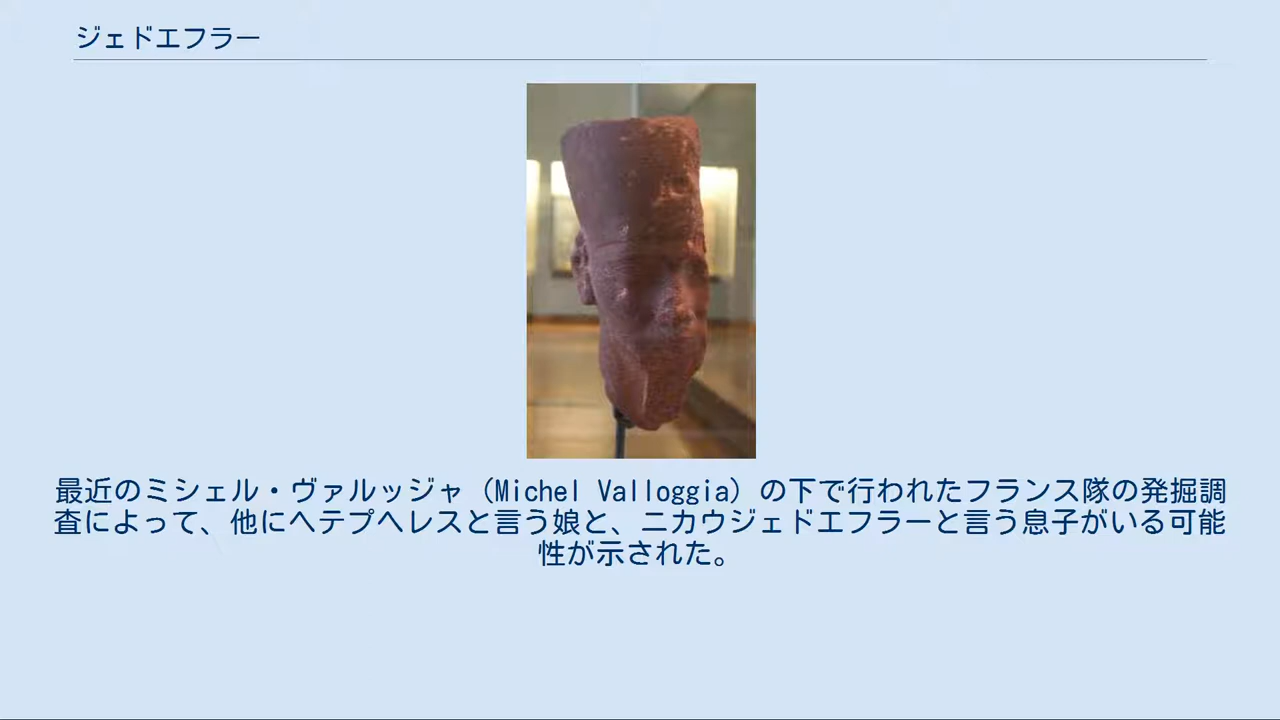 ジェドエフラー
最近のミシェル・ヴァルッジャ（Michel Valloggia）の下で行われたフランス隊の発掘調
査によって、他にヘテプヘレスと言う娘と、ニカウジェドエフラーと言う息子がいる可能
性が示された。